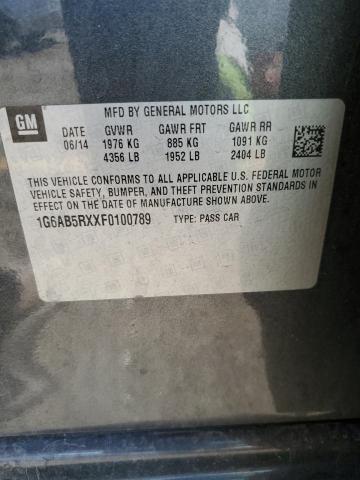 GM
MFD BY GENERAL MOTORS LLC
DATE GVWR GAWR FRT GAWR RR
06/14 1976 KG 885 KG 1091 KG
4356 LB 1952 LB 2404 LB
THIS VEHICLE CONFORMS TO ALL APPLICABLE U.S. FEDERAL MOTOR
VEHICLE SAFETY, BUMPER, AND THEFT PREVENTION STANDARDS IN
EFFECT ON THE DATE OF MANUFACTURE SHOWN ABOVE.
1G6AB5RXXF0100789 TYPE: PASS CAR